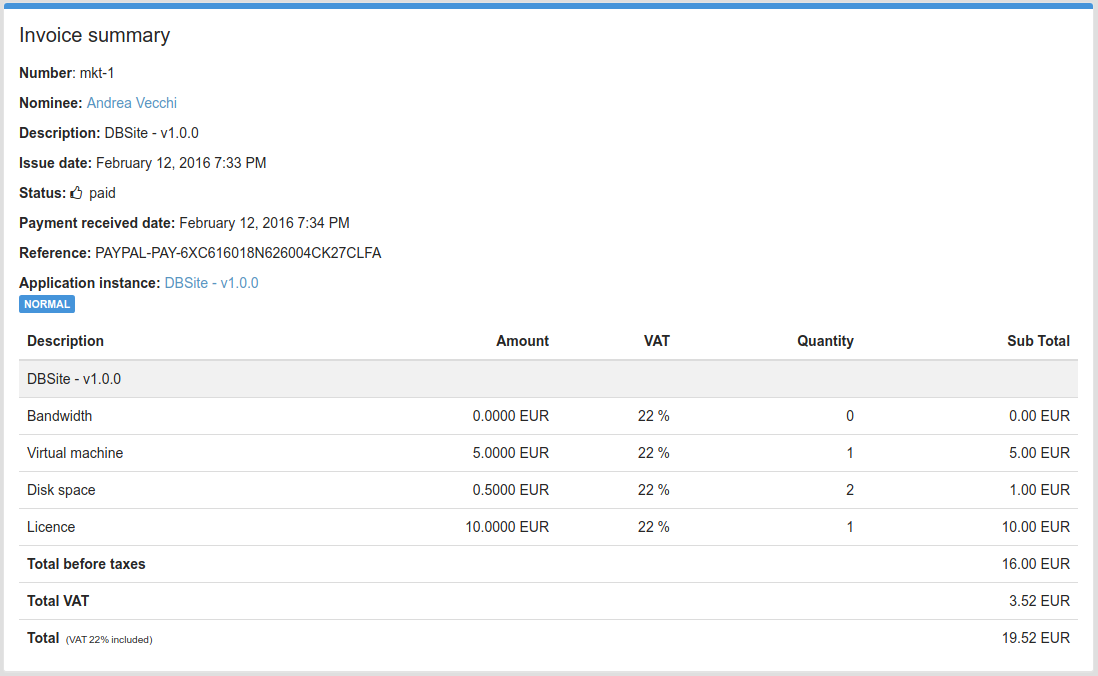 Invoice summary
Number: mkt-1
Nominee: Andrea Vecchi
Description: DBSite - v1.0.0
Issue date: February 12, 2016 7:33 PM
Status: paid
Payment received date: February 12, 2016 7:34 PM
Reference: PAYPAL-PAY-6XC616018N626004CK27CLFA
Application instance: DBSite - v1.0.0
NORMAL
Description Amount VAT Quantity Sub Total
DBSite - v1.0.0
Bandwidth 0.0000 EUR 22 % 0 0.00 EUR
Virtual machine 5.0000 EUR 22 % 1 5.00 EUR
Disk space 0.5000 EUR 22 % 2 1.00 EUR
Licence 10.0000 EUR 22 % 1 10.00 EUR
Total before taxes 16.00 EUR
Total VAT 3.52 EUR
Total (VAT 22% included) 19.52 EUR